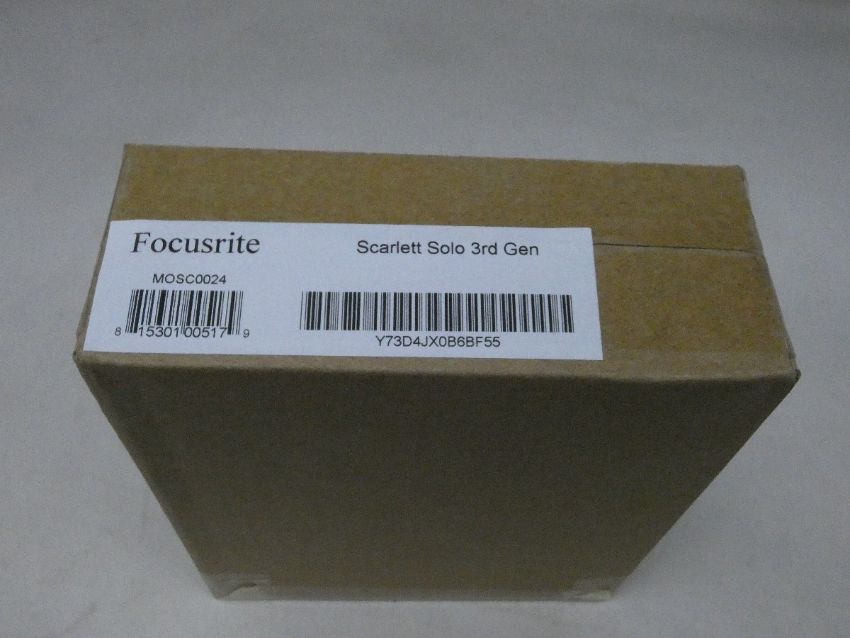 Focusrite
Scarlett Solo 3rd Gen
MOSC0024
8 15301 00517 9
Y73D4JX0B6BF55